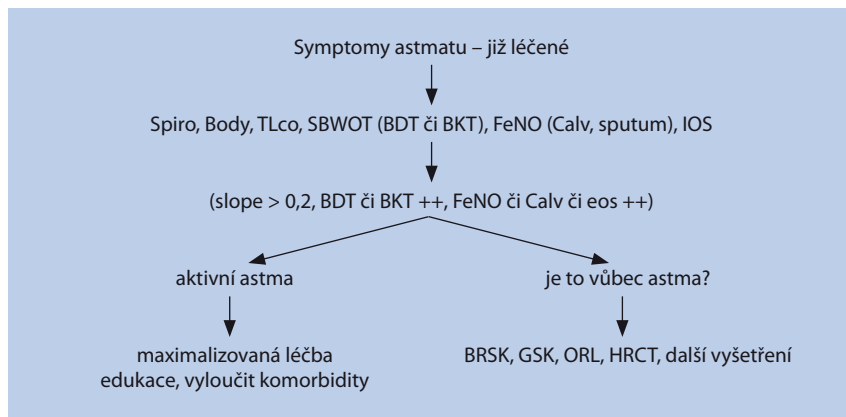 Symptomy astmatu – již léčené
Spiro, Body, TLco, SBWOT (BDT či BKT), FeNO (Calv, sputum), IOS
(slope > 0,2, BDT či BKT ++, FeNO či Calv či eos ++)
aktivní astma
je to vůbec astma?
maximalizovaná léčba
edukace, vyloučit komorbidity
BRSK, GSK, ORL, HRCT, další vyšetření